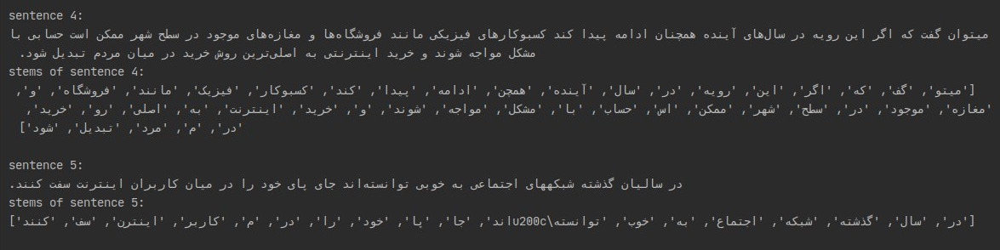 sentence 4:
میتوان گفت که اگر این رویه در سال‌های آینده همچنان ادامه پیدا کند کسبوکارهای فیزیکی مانند فروشگاه‌ها و مغازه‌های موجود در سطح شهر ممکن است حسابی با
مشکل مواجه شوند و خرید اینترنتی به اصلی‌ترین روش خرید در میان مردم تبدیل شود.
stems of sentence 4:
['میتو', 'گف', 'که', 'اگر', 'این', 'رویه', 'در', 'سال', 'آینده', 'همچن', 'ادامه', 'پیدا', 'کند', 'کسبوکار', 'فیزیک', 'مانند', 'فروشگاه', 'و',
'مغازه', 'موجود', 'در', 'سطح', 'شهر', 'ممکن', 'اس', 'حساب', 'با', 'مشکل', 'مواجه', 'شوند', 'و', 'خرید', 'اینترنت', 'به', 'اصلی', 'رو', 'خرید',
'در', 'م', 'مرد', 'تبدیل', 'شود']
sentence 5:
در سالیان گذشته شبکههای اجتماعی به خوبی توانسته‌اند جای پای خود را در میان کاربران اینترنت سفت کنند.
stems of sentence 5:
['در', 'سال', 'گذشته', 'شبکه', 'اجتماع', 'به', 'خوب', 'توانسته\u200cاند', 'جا', 'پا', 'خود', 'را', 'در', 'م', 'کاربر', 'اینترن', 'سف', 'کنند']